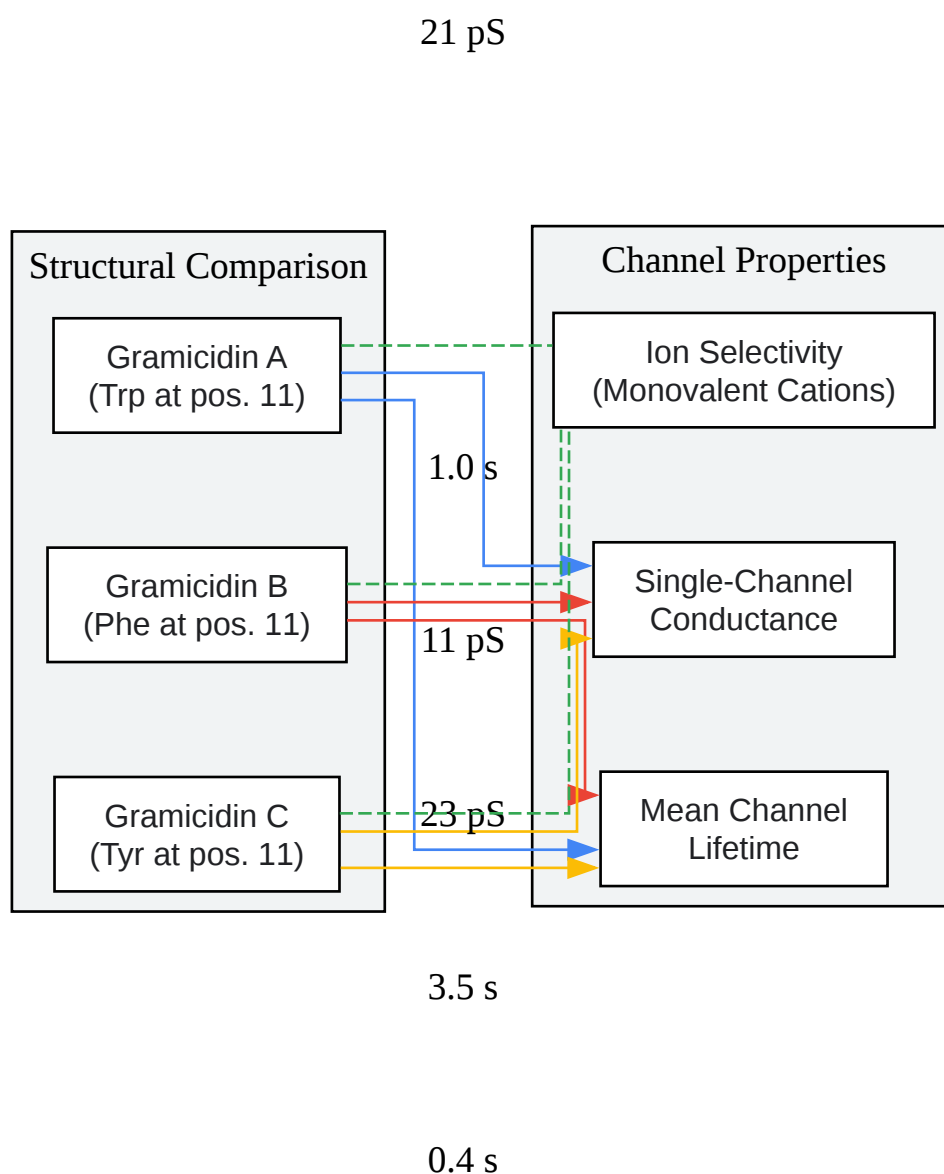 21 pS
Structural Comparison
Gramicidin A
(Trp at pos. 11)
Gramicidin B
(Phe at pos. 11)
Gramicidin C
(Tyr at pos. 11)
1.0 s
11 pS
23 pS
3.5 s
0.4 s
Channel Properties
Ion Selectivity
(Monovalent Cations)
Single-Channel
Conductance
Mean Channel
Lifetime